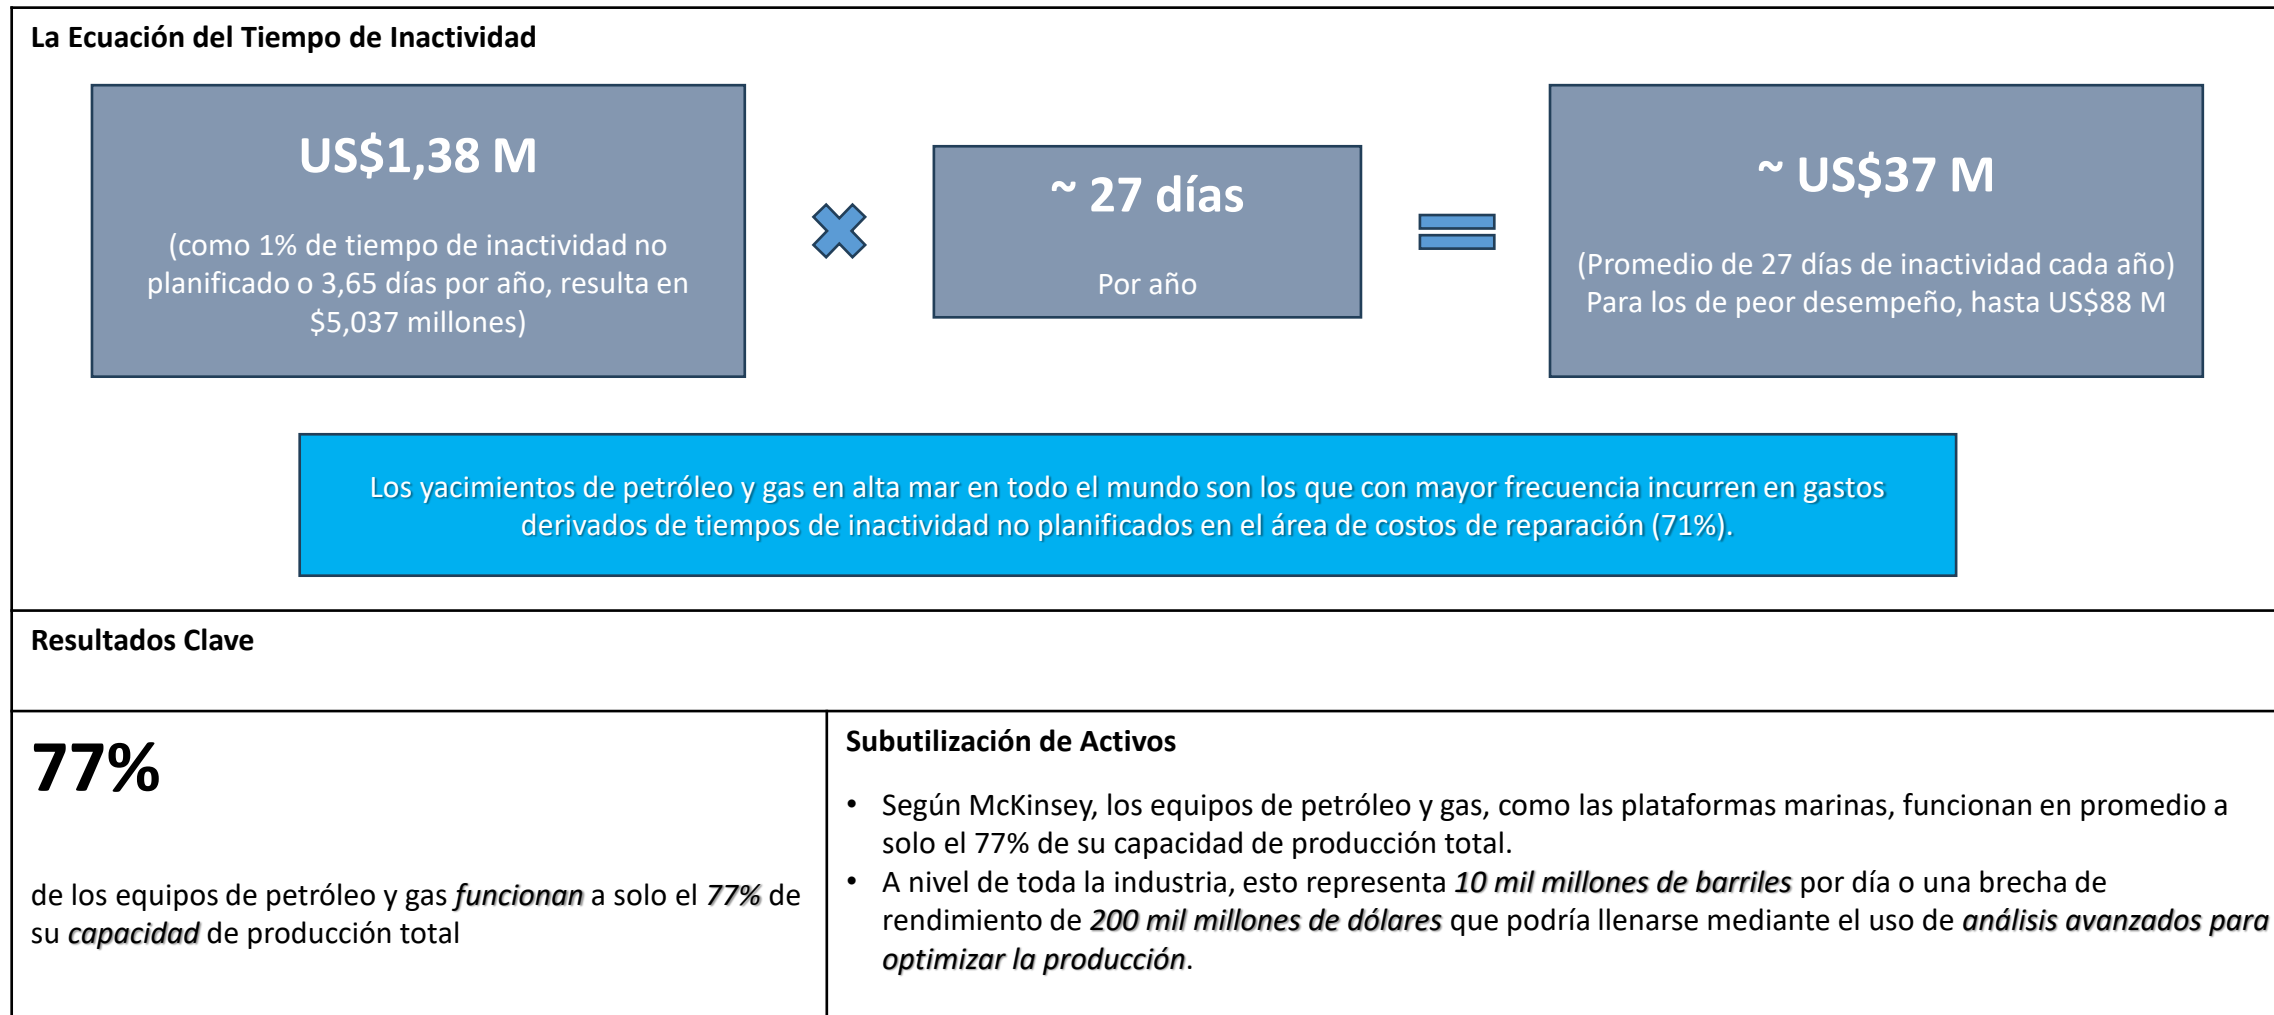 La Ecuación del Tiempo de Inactividad
US$1,38 M
(como 1% de tiempo de inactividad no
planificado o 3,65 días por año, resulta en
$5,037 millones)
~ 27 días
Por año
~ US$37 M
(Promedio de 27 días de inactividad cada año)
Para los de peor desempeño, hasta US$88 M
Los yacimientos de petróleo y gas en alta mar en todo el mundo son los que con mayor frecuencia incurren en gastos
derivados de tiempos de inactividad no planificados en el área de costos de reparación (71%).
Resultados Clave
77%
de los equipos de petróleo y gas funcionan a solo el 77% de
su capacidad de producción total
Subutilización de Activos
• Según McKinsey, los equipos de petróleo y gas, como las plataformas marinas, funcionan en promedio a
solo el 77% de su capacidad de producción total.
• A nivel de toda la industria, esto representa 10 mil millones de barriles por día o una brecha de
rendimiento de 200 mil millones de dólares que podría llenarse mediante el uso de análisis avanzados para
optimizar la producción.